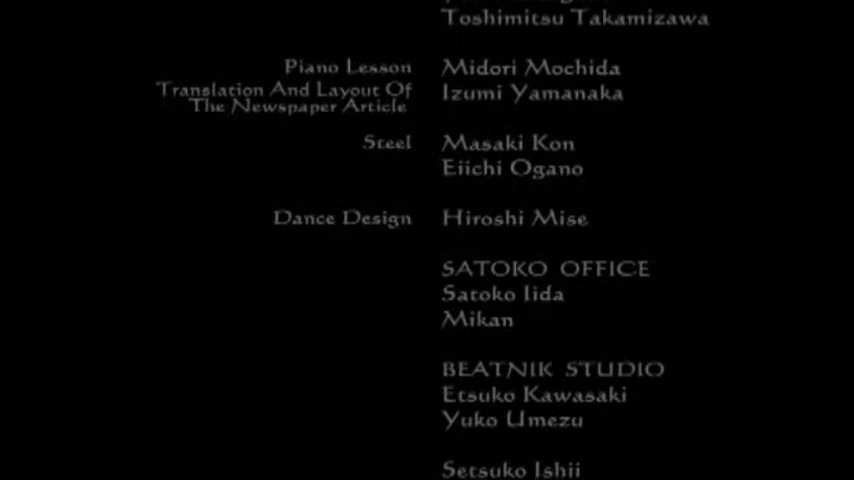 Toshimitsu Takamizawa
Piano Lesson Midori Mochida
Translation And Layout Of
The Newspaper Article Izumi Yamanaka
Steel Masaki Kon
Eiichi Ogano
Dance Design Hiroshi Mise
SATOKO OFFICE
Satoko Iida
Mikan
BEATNIK STUDIO
Etsuko Kawasaki
Yuko Umezu
Setsuko Ishii